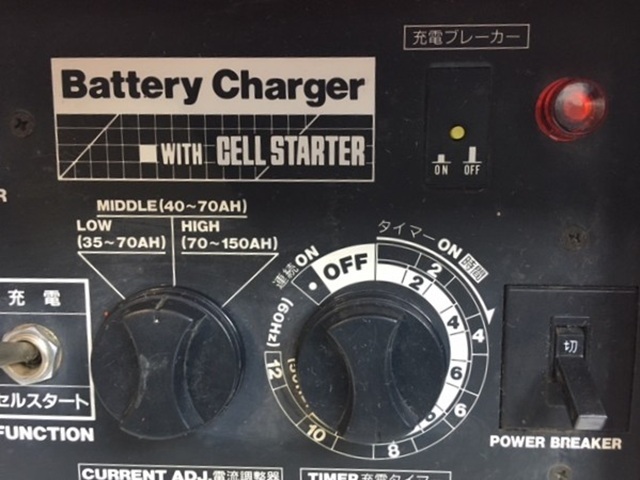 充電ブレーカー
Battery Charger
WITH CELL STARTER
ON OFF
R
MIDDLE(40~70AH)
LOW
(35~70AH)
HIGH
(70~150AH)
連続ON
OFF
タイマーON 時間
2
2
4
4
6
6
8
10
12
(60Hz)
充電
セルスタート
FUNCTION
切
POWER BREAKER
CURRENT ADJ.電流調整器
TIMER充電タイマ